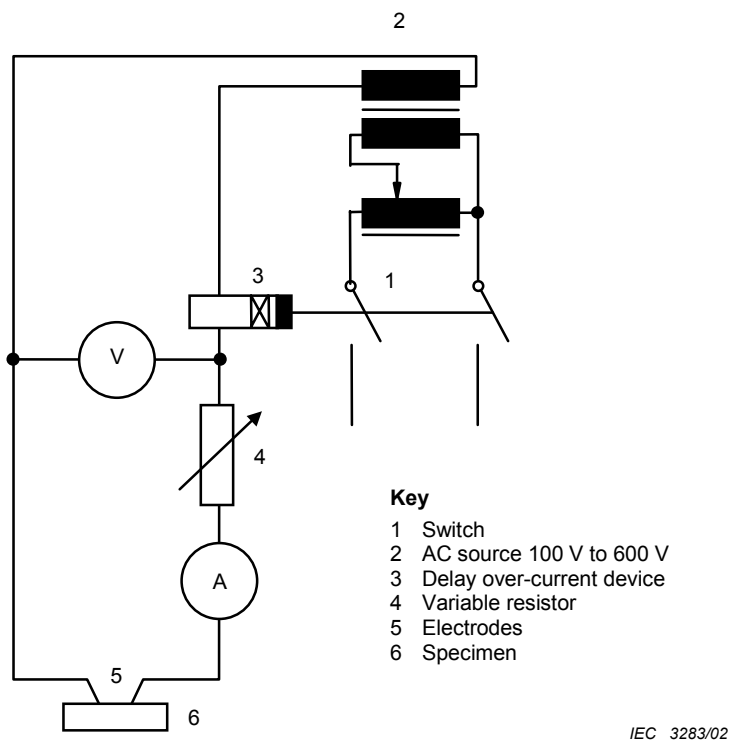 2
3
1
V
4
A
5
6
Key
1 Switch
2 AC source 100 V to 600 V
3 Delay over-current device
4 Variable resistor
5 Electrodes
6 Specimen
IEC 3283/02